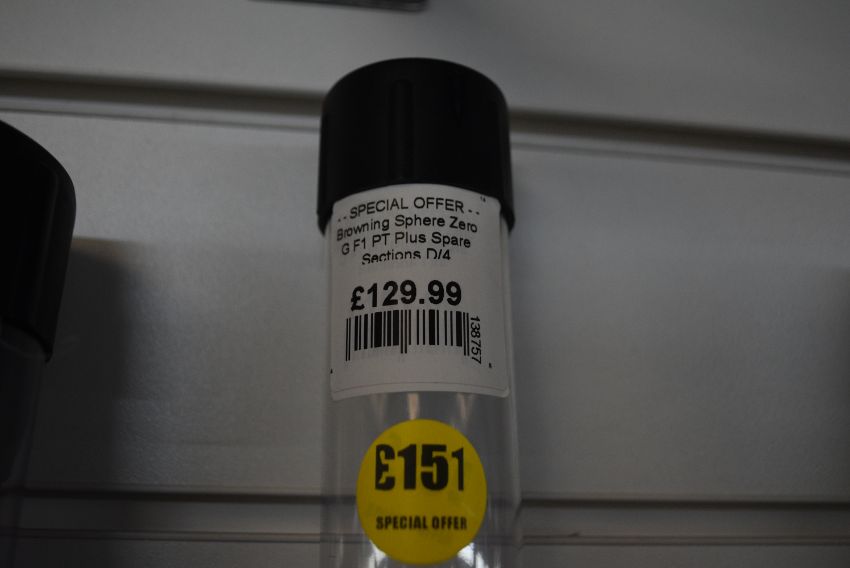 - - SPECIAL OFFER - -
Browning Sphere Zero
G F1 PT Plus Spare
Sections D/4
£129.99
138757
£151
SPECIAL OFFER